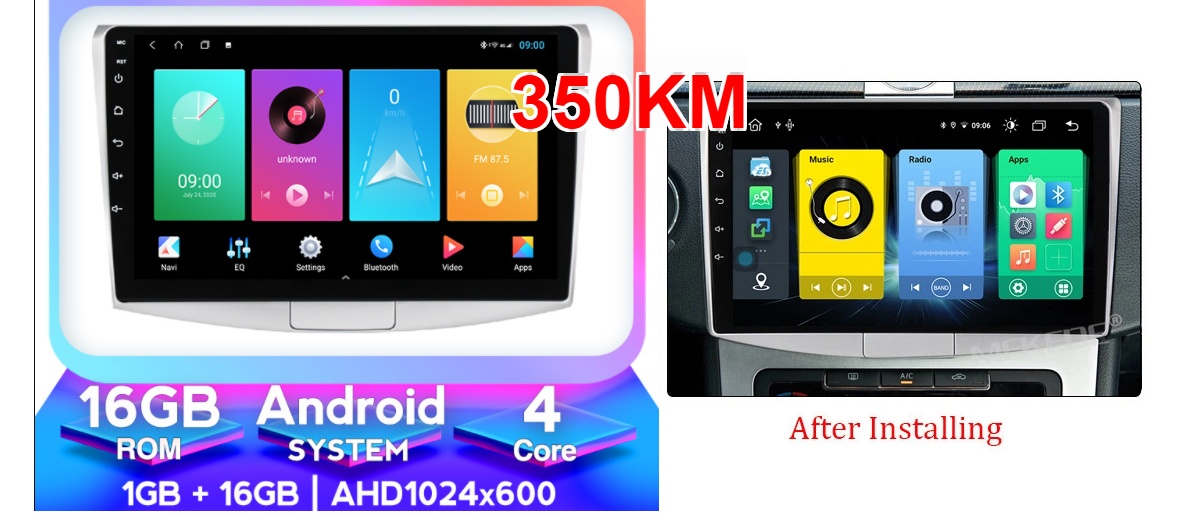 MIC
RST
09:00
09:00
July 24, 2020
unknown
0
km/h
FM 87.5
Navi
EQ
Settings
Bluetooth
Video
Apps
350KM
09:06
Music
Radio
Apps
BAND
A/C
16GB Android 4
ROM SYSTEM Core
1GB + 16GB | AHD1024x600
After Installing